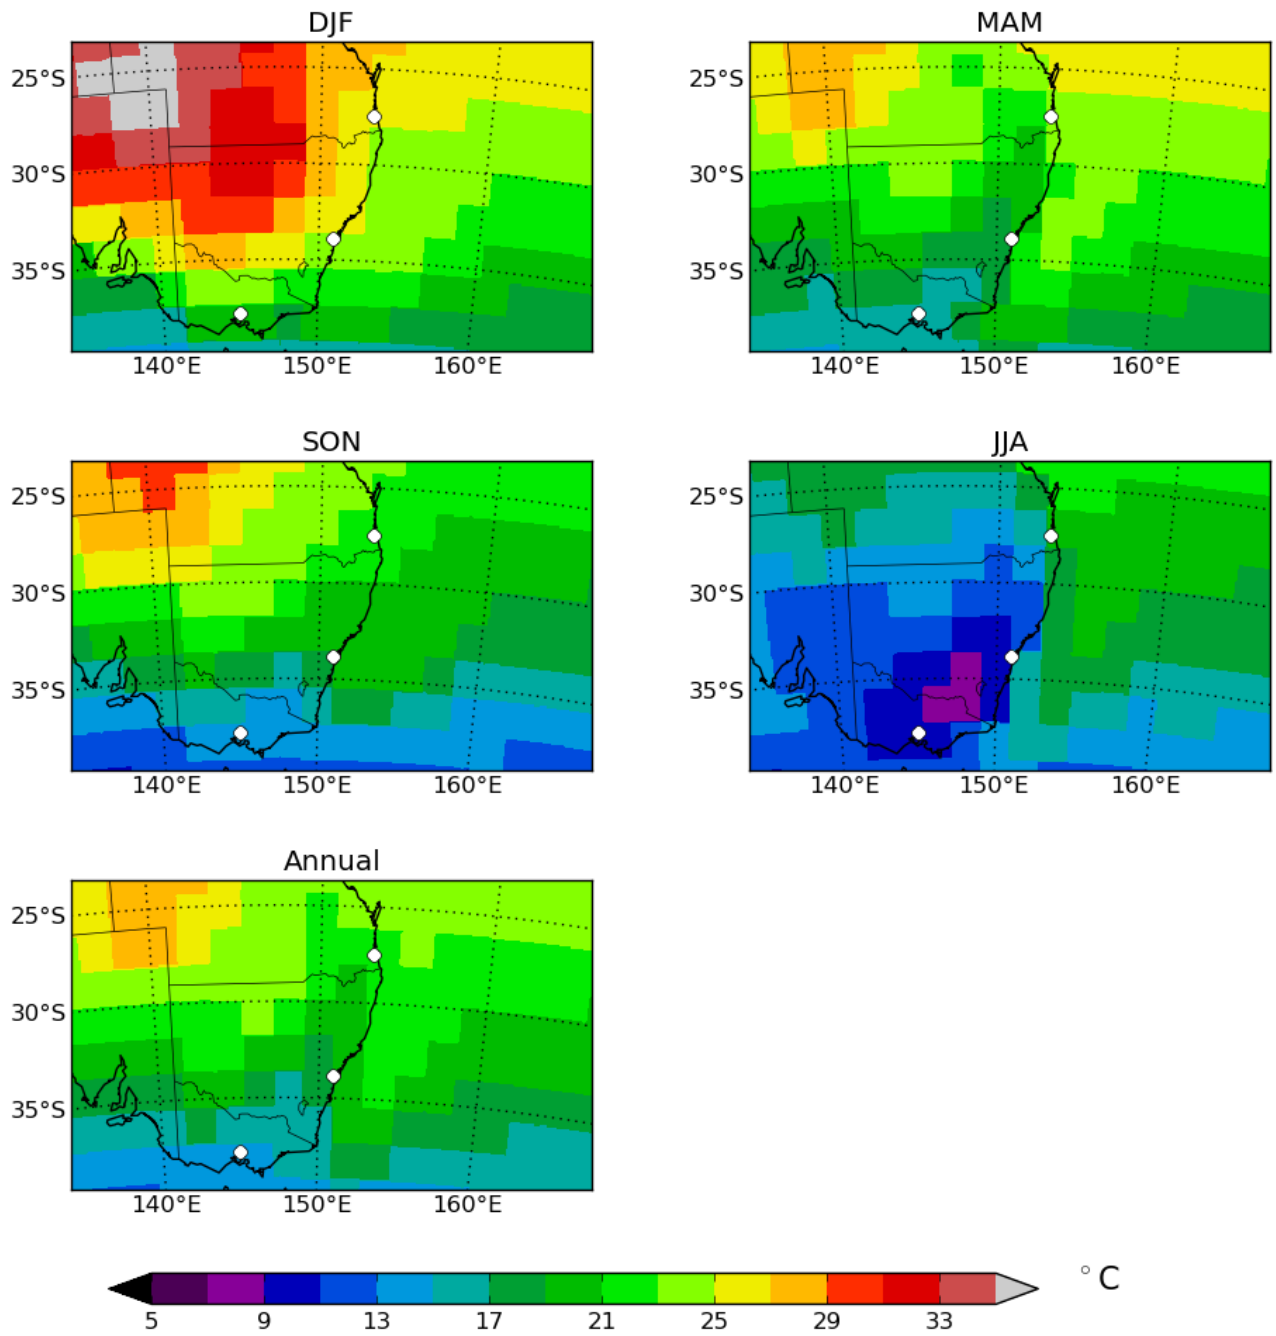 DJF MAM
25°S 25°S
30°S 30°S
35°S 35°S
140°E 150°E 160°E 140°E 150°E 160°E
SON JJA
25°S 25°S
30°S 30°S
35°S 35°S
140°E 150°E 160°E 140°E 150°E 160°E
Annual
25°S
30°S
35°S
140°E 150°E 160°E
°C
5 9 13 17 21 25 29 33